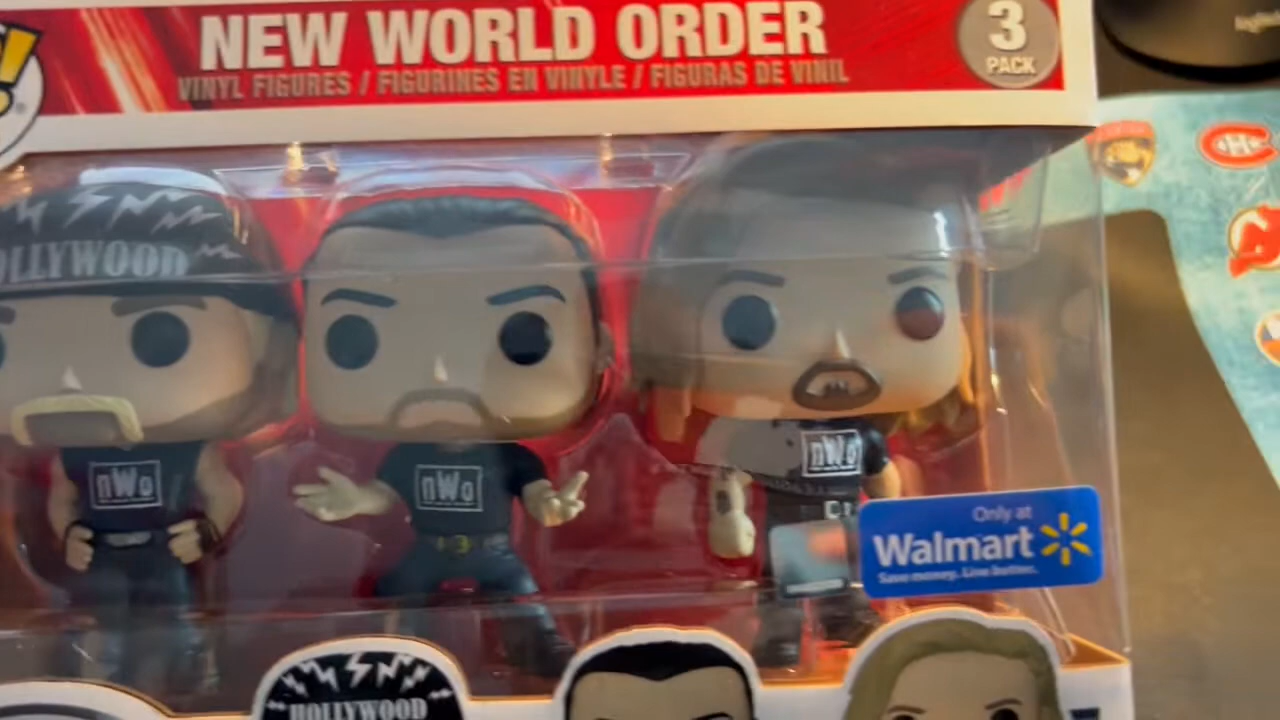 NEW WORLD ORDER
VINYL FIGURES / FIGURINES EN VINYLE / FIGURAS DE VINIL
3
PACK
OLLYWOOD
nWo
nWo
nWo
Only at
Walmart
Save money. Live better.
HOLLYWOOD